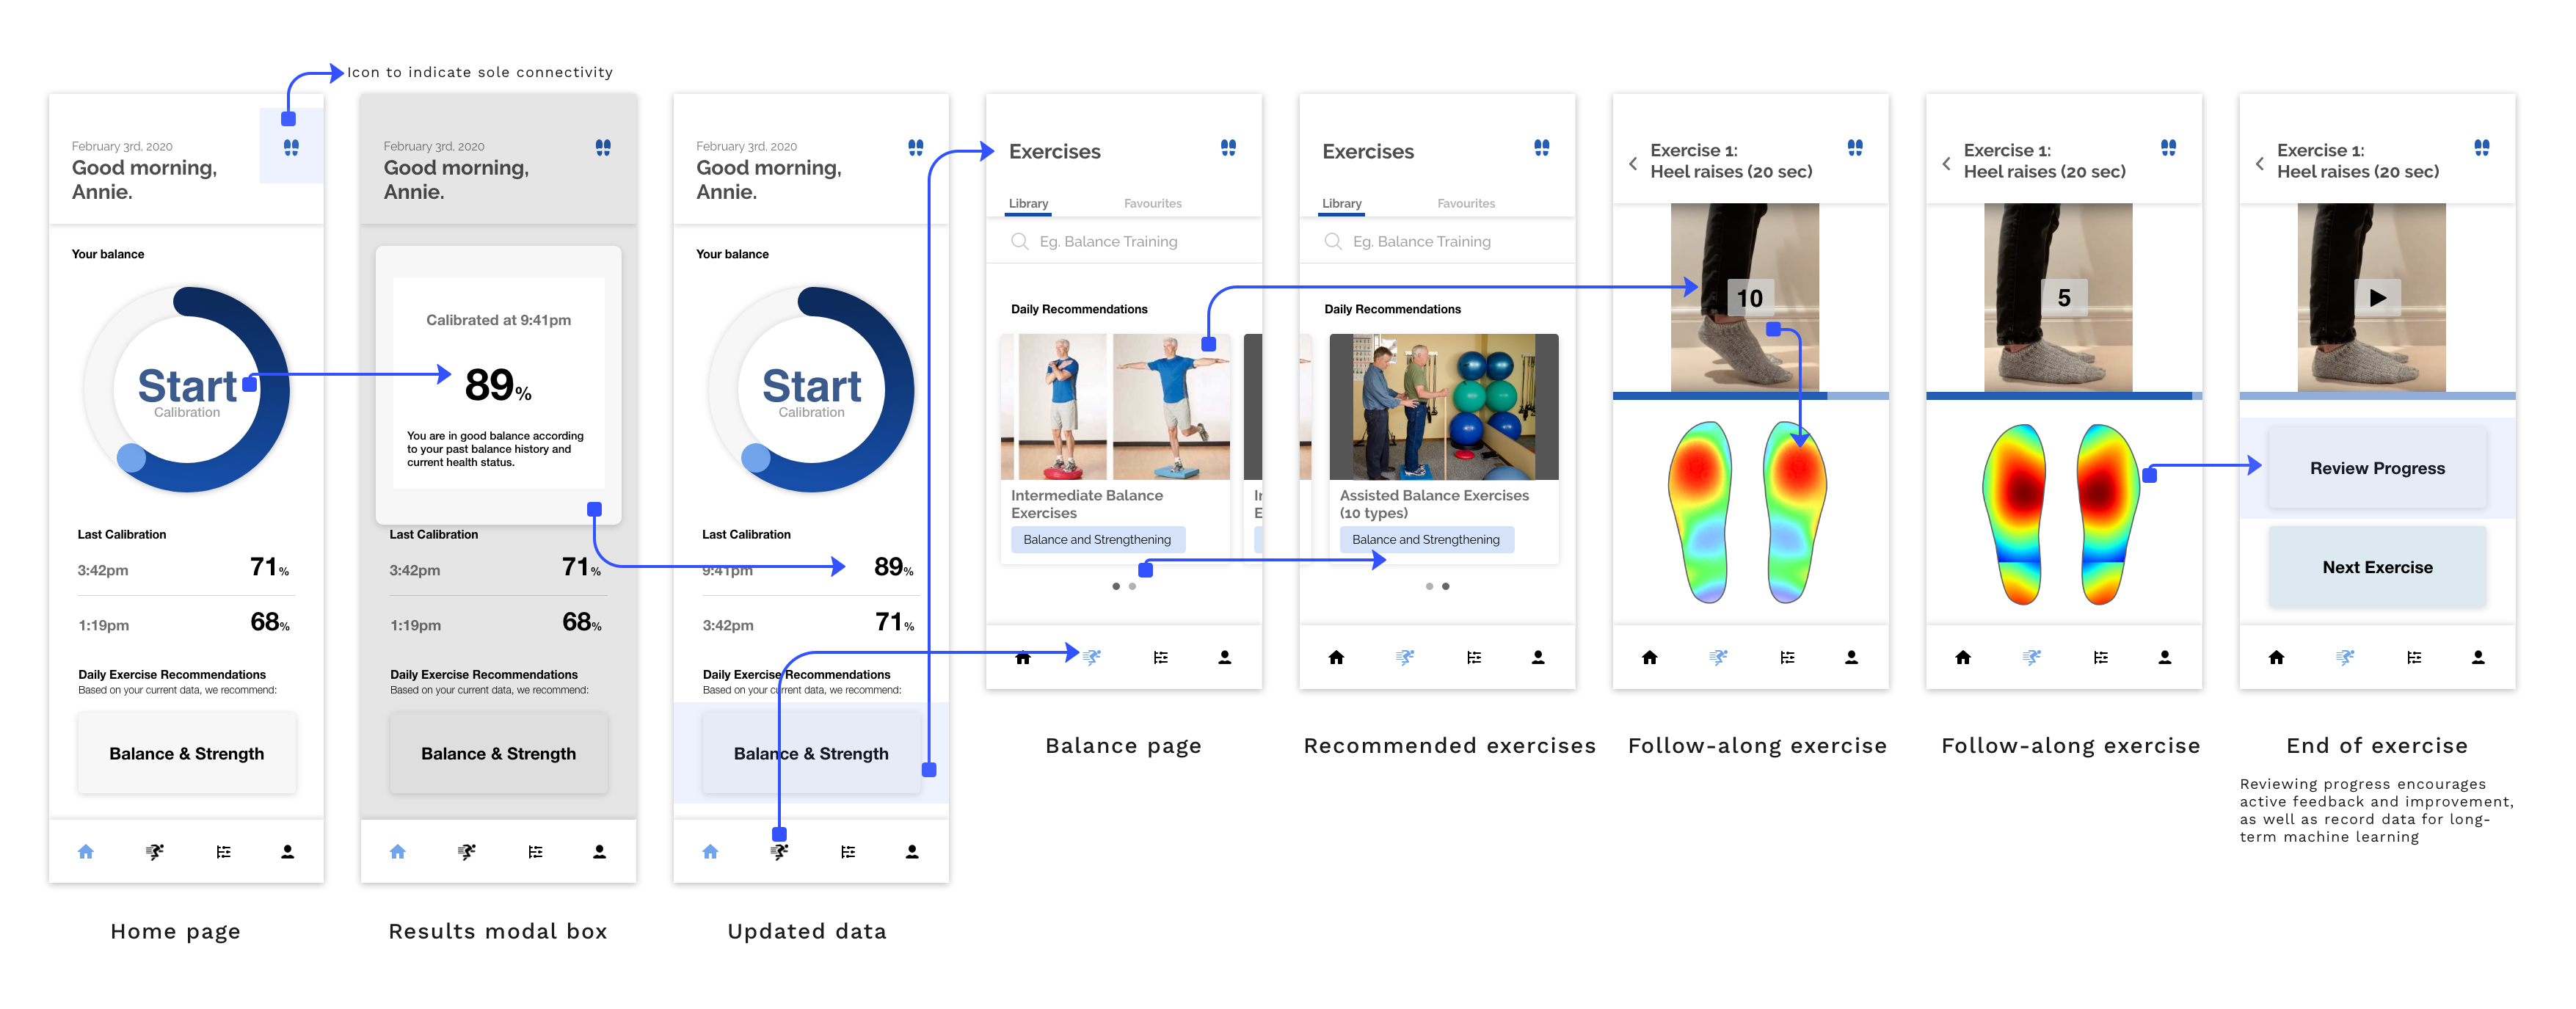 Icon to indicate sole connectivity
February 3rd, 2020
Good morning,
Annie.
Your balance
Start
Calibration
Last Calibration
3:42pm 71%
1:19pm 68%
Daily Exercise Recommendations
Based on your current data, we recommend:
Balance & Strength
Home page
February 3rd, 2020
Good morning,
Annie.
Calibrated at 9:41pm
89%
You are in good balance according
to your past balance history and
current health status.
Last Calibration
3:42pm 71%
1:19pm 68%
Daily Exercise Recommendations
Based on your current data, we recommend:
Balance & Strength
Results modal box
February 3rd, 2020
Good morning,
Annie.
Your balance
Start
Calibration
Last Calibration
9:41pm 89%
3:42pm 71%
Daily Exercise Recommendations
Based on your current data, we recommend:
Balance & Strength
Updated data
Exercises
Library Favourites
Eg. Balance Training
Daily Recommendations
Intermediate Balance
Exercises
Balance and Strengthening
Balance page
Exercises
Library Favourites
Eg. Balance Training
Daily Recommendations
Assisted Balance Exercises
(10 types)
Balance and Strengthening
Recommended exercises
Exercise 1:
Heel raises (20 sec)
10
Follow-along exercise
Exercise 1:
Heel raises (20 sec)
5
Follow-along exercise
Exercise 1:
Heel raises (20 sec)
Review Progress
Next Exercise
End of exercise
Reviewing progress encourages
active feedback and improvement,
as well as record data for long-
term machine learning